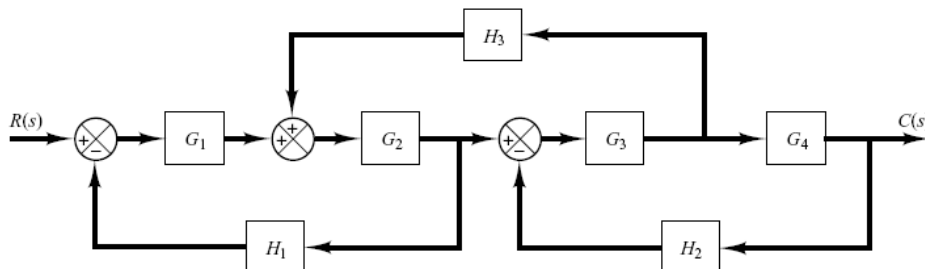 H3
R(s)
+
−
G1
+
+
G2
+
−
G3
G4
C(s
H1
H2